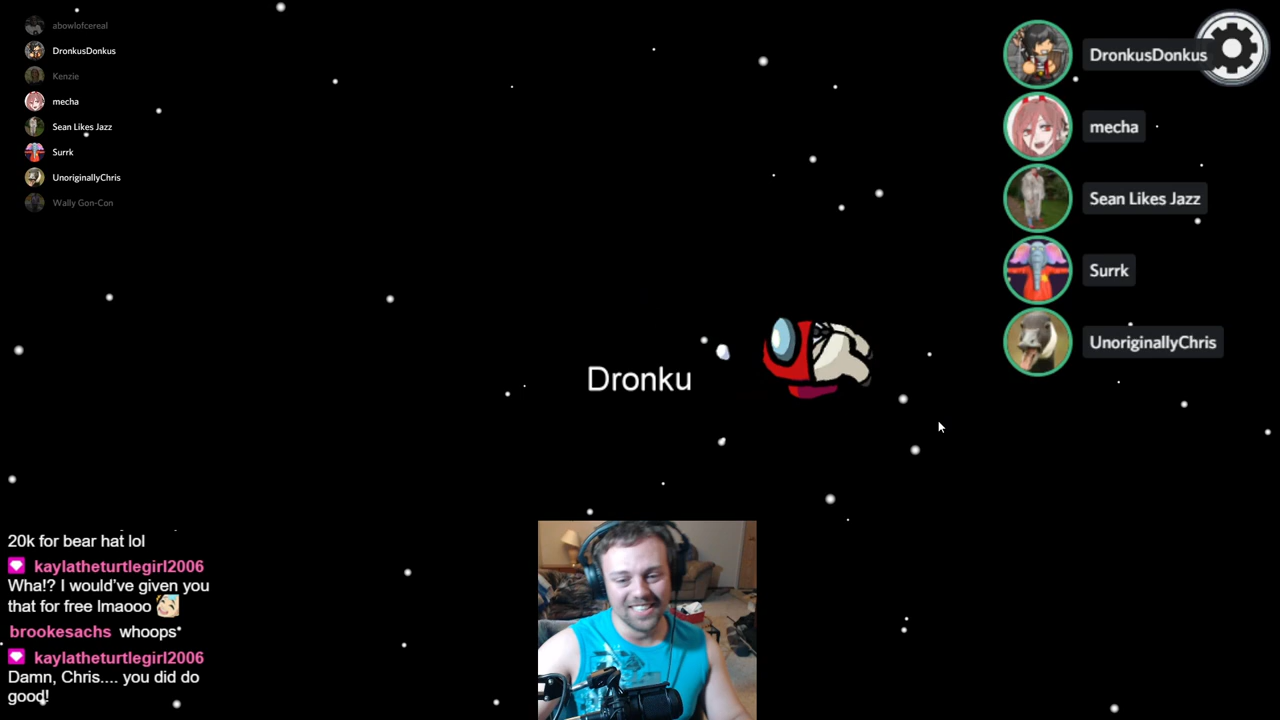 abowlofcereal
DronkusDonkus
Kenzie
mecha
Sean Likes Jazz
Surrk
UnoriginallyChris
Wally Gon-Con
DronkusDonkus
mecha
Sean Likes Jazz
Surrk
UnoriginallyChris
Dronku
20k for bear hat lol
kaylatheturtlegirl2006
Wha!? I would've given you
that for free lmaooo
brookesachs whoops*
kaylatheturtlegirl2006
Damn, Chris.... you did do
good!